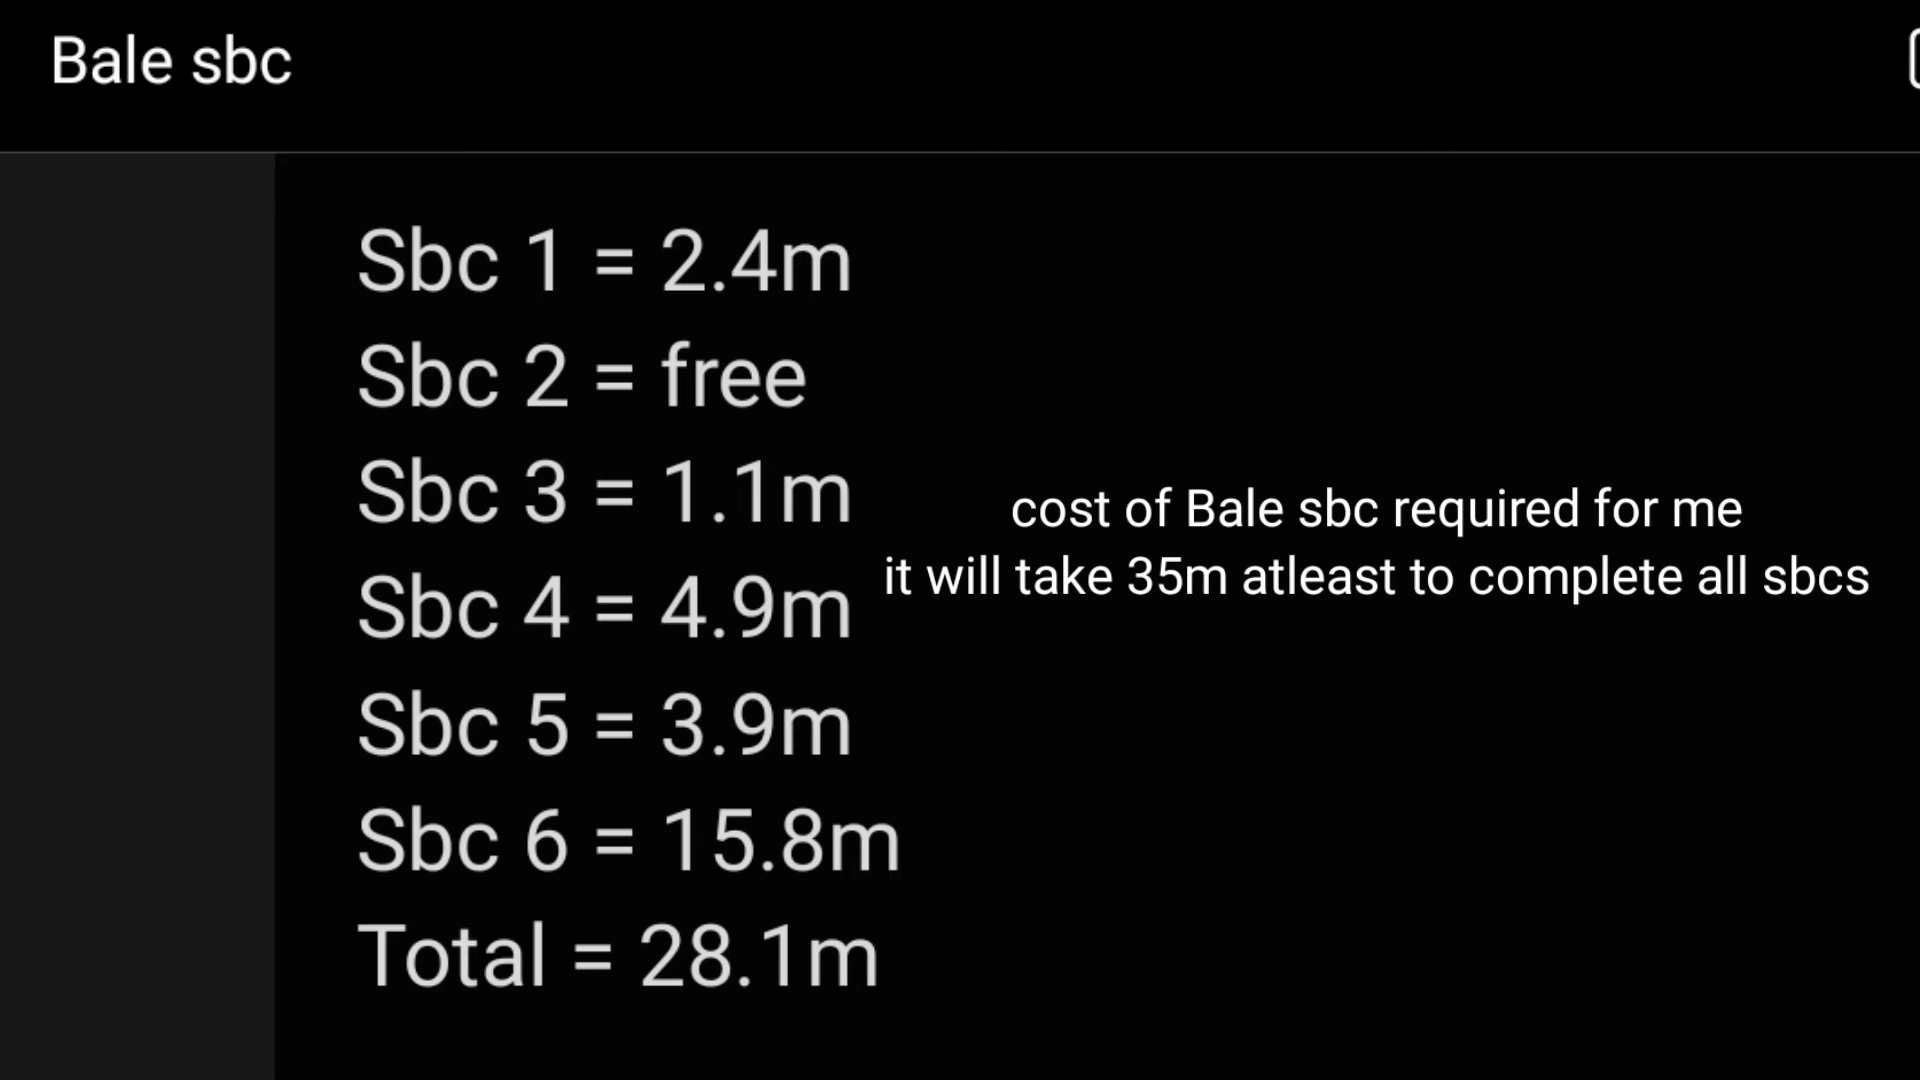 Bale sbc
Sbc 1 = 2.4m
Sbc 2 = free
Sbc 3 = 1.1m
Sbc 4 = 4.9m
Sbc 5 = 3.9m
Sbc 6 = 15.8m
Total = 28.1m
cost of Bale sbc required for me
it will take 35m atleast to complete all sbcs